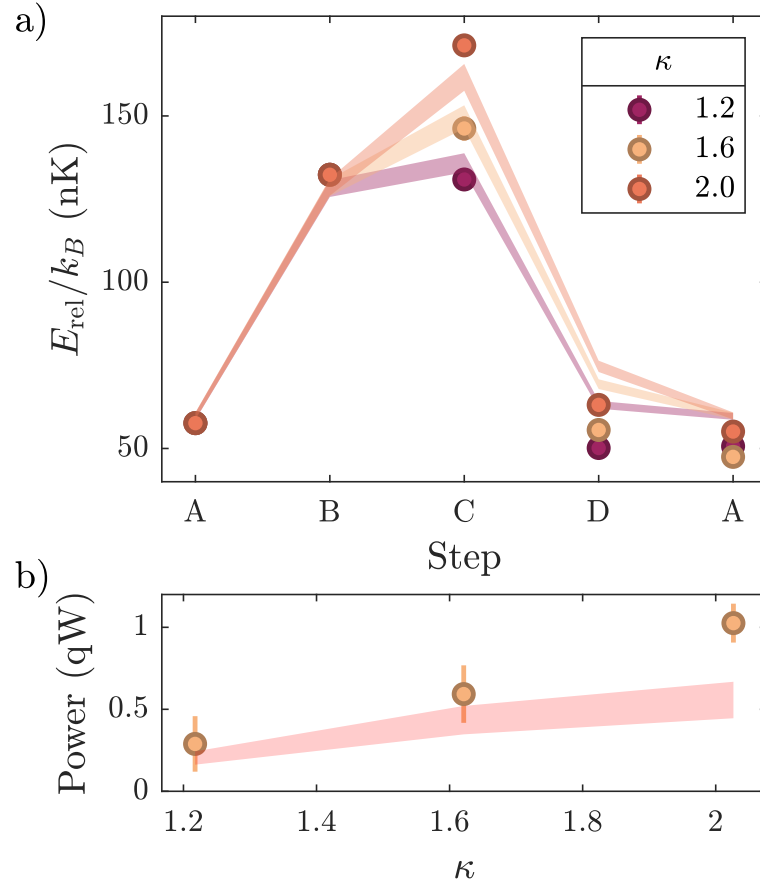 a)
κ
1.2
1.6
2.0
150
100
50
E_rel/k_B (nK)
A B C D A
Step
b)
1
0.5
0
Power (qW)
1.2 1.4 1.6 1.8 2
κ